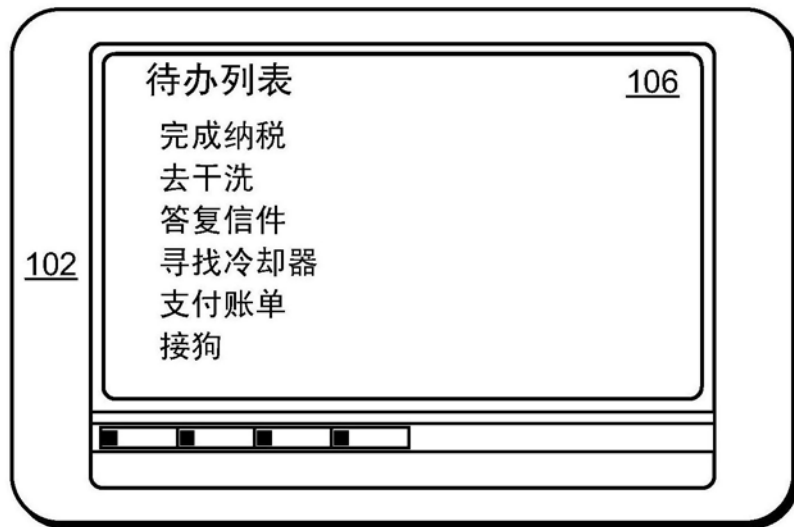 待办列表
106
完成纳税
去干洗
答复信件
102
寻找冷却器
支付账单
接狗